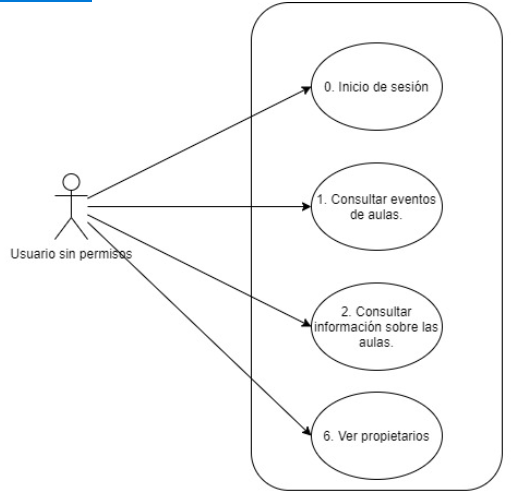 0. Inicio de sesión
1. Consultar eventos
de aulas.
Usuario sin permisos
2. Consultar
información sobre las
aulas.
6. Ver propietarios